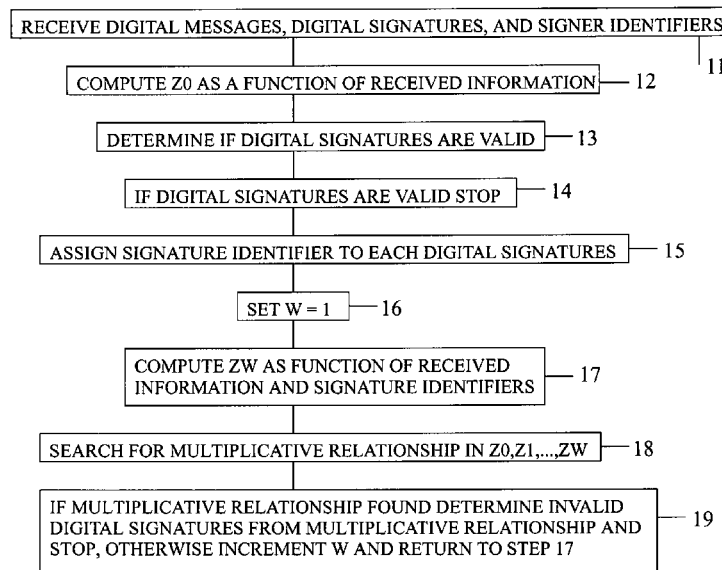 RECEIVE DIGITAL MESSAGES, DIGITAL SIGNATURES, AND SIGNER IDENTIFIERS
11
COMPUTE Z0 AS A FUNCTION OF RECEIVED INFORMATION
12
DETERMINE IF DIGITAL SIGNATURES ARE VALID
13
IF DIGITAL SIGNATURES ARE VALID STOP
14
ASSIGN SIGNATURE IDENTIFIER TO EACH DIGITAL SIGNATURES
15
SET W = 1
16
COMPUTE ZW AS FUNCTION OF RECEIVED
INFORMATION AND SIGNATURE IDENTIFIERS
17
SEARCH FOR MULTIPLICATIVE RELATIONSHIP IN Z0,Z1,...,ZW
18
IF MULTIPLICATIVE RELATIONSHIP FOUND DETERMINE INVALID
DIGITAL SIGNATURES FROM MULTIPLICATIVE RELATIONSHIP AND
STOP, OTHERWISE INCREMENT W AND RETURN TO STEP 17
19